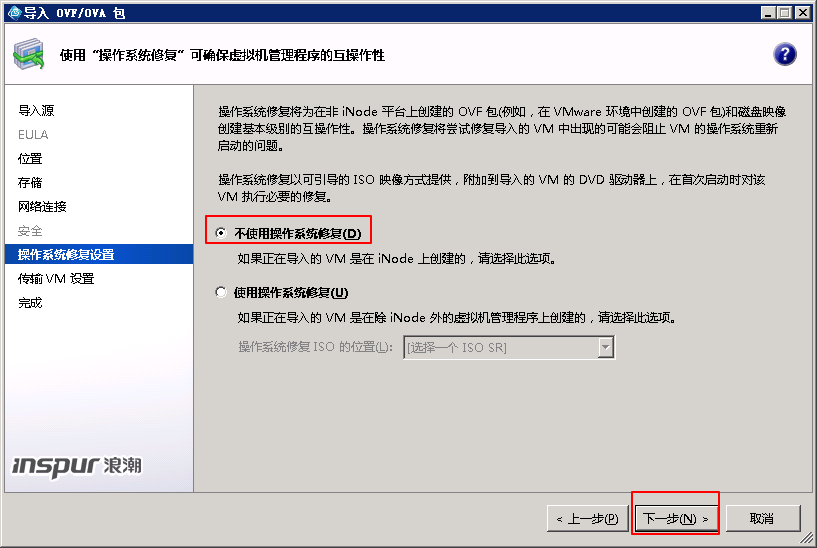 导入 OVF/OVA 包
使用“操作系统修复”可确保虚拟机管理程序的互操作性
?
导入源
EULA
位置
存储
网络连接
安全
操作系统修复设置
传输 VM 设置
完成
inspur 浪潮
操作系统修复将为在非 iNode 平台上创建的 OVF 包(例如，在 VMware 环境中创建的 OVF 包)和磁盘映像
创建基本级别的互操作性。操作系统修复将尝试修复导入的 VM 中出现的可能会阻止 VM 的操作系统重新
启动的问题。
操作系统修复以可引导的 ISO 映像方式提供，附加到导入的 VM 的 DVD 驱动器上，在首次启动时对该
VM 执行必要的修复。
不使用操作系统修复(D)
如果正在导入的 VM 是在 iNode 上创建的，请选择此选项。
使用操作系统修复(U)
如果正在导入的 VM 是在除 iNode 外的虚拟机管理程序上创建的，请选择此选项。
操作系统修复 ISO 的位置(L): [选择一个 ISO SR]
< 上一步(P) 下一步(N) > 取消